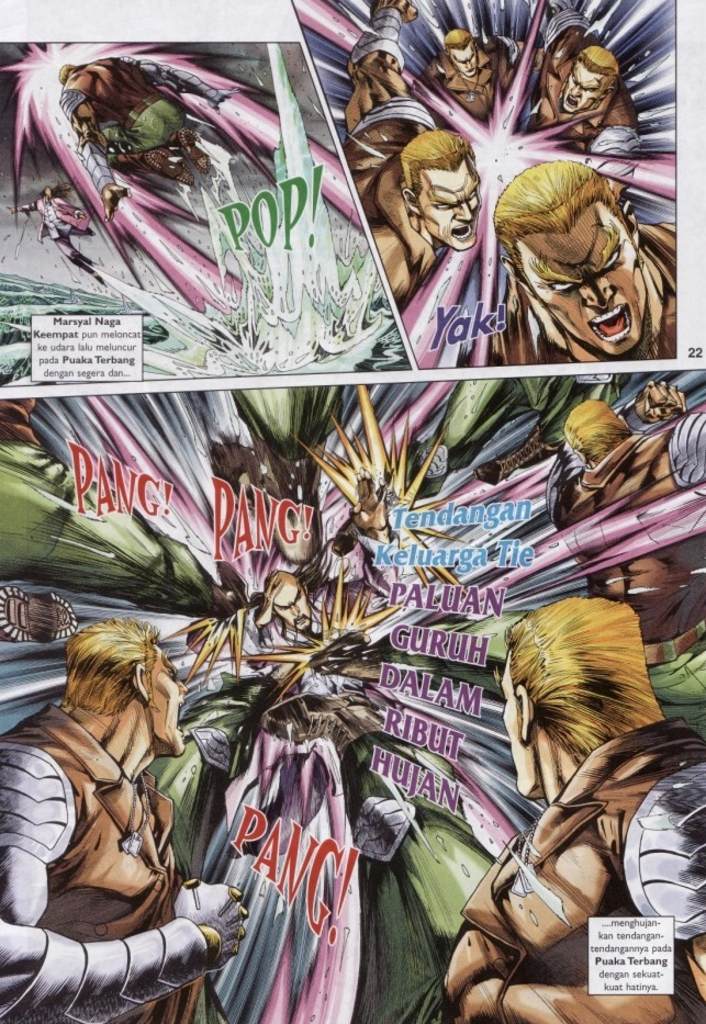 POP!
Marsyal Naga
Keempat pun meloncat
ke udara lalu meluncur
pada Puaka Terbang
dengan segera dan...
Yak!
22
PANG!
PANG!
Tendangan
Keluarga Tie
PALUAN
GURUH
DALAM
RIBUT
HUJAN
PANG!
....menghujan-
kan tendangan-
tendangannya pada
Puaka Terbang
dengan sekuat-
kuat hatinya.